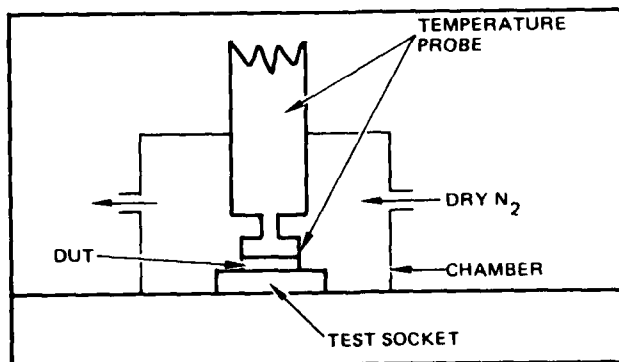 TEMPERATURE
PROBE
DRY N2
DUT
CHAMBER
TEST SOCKET